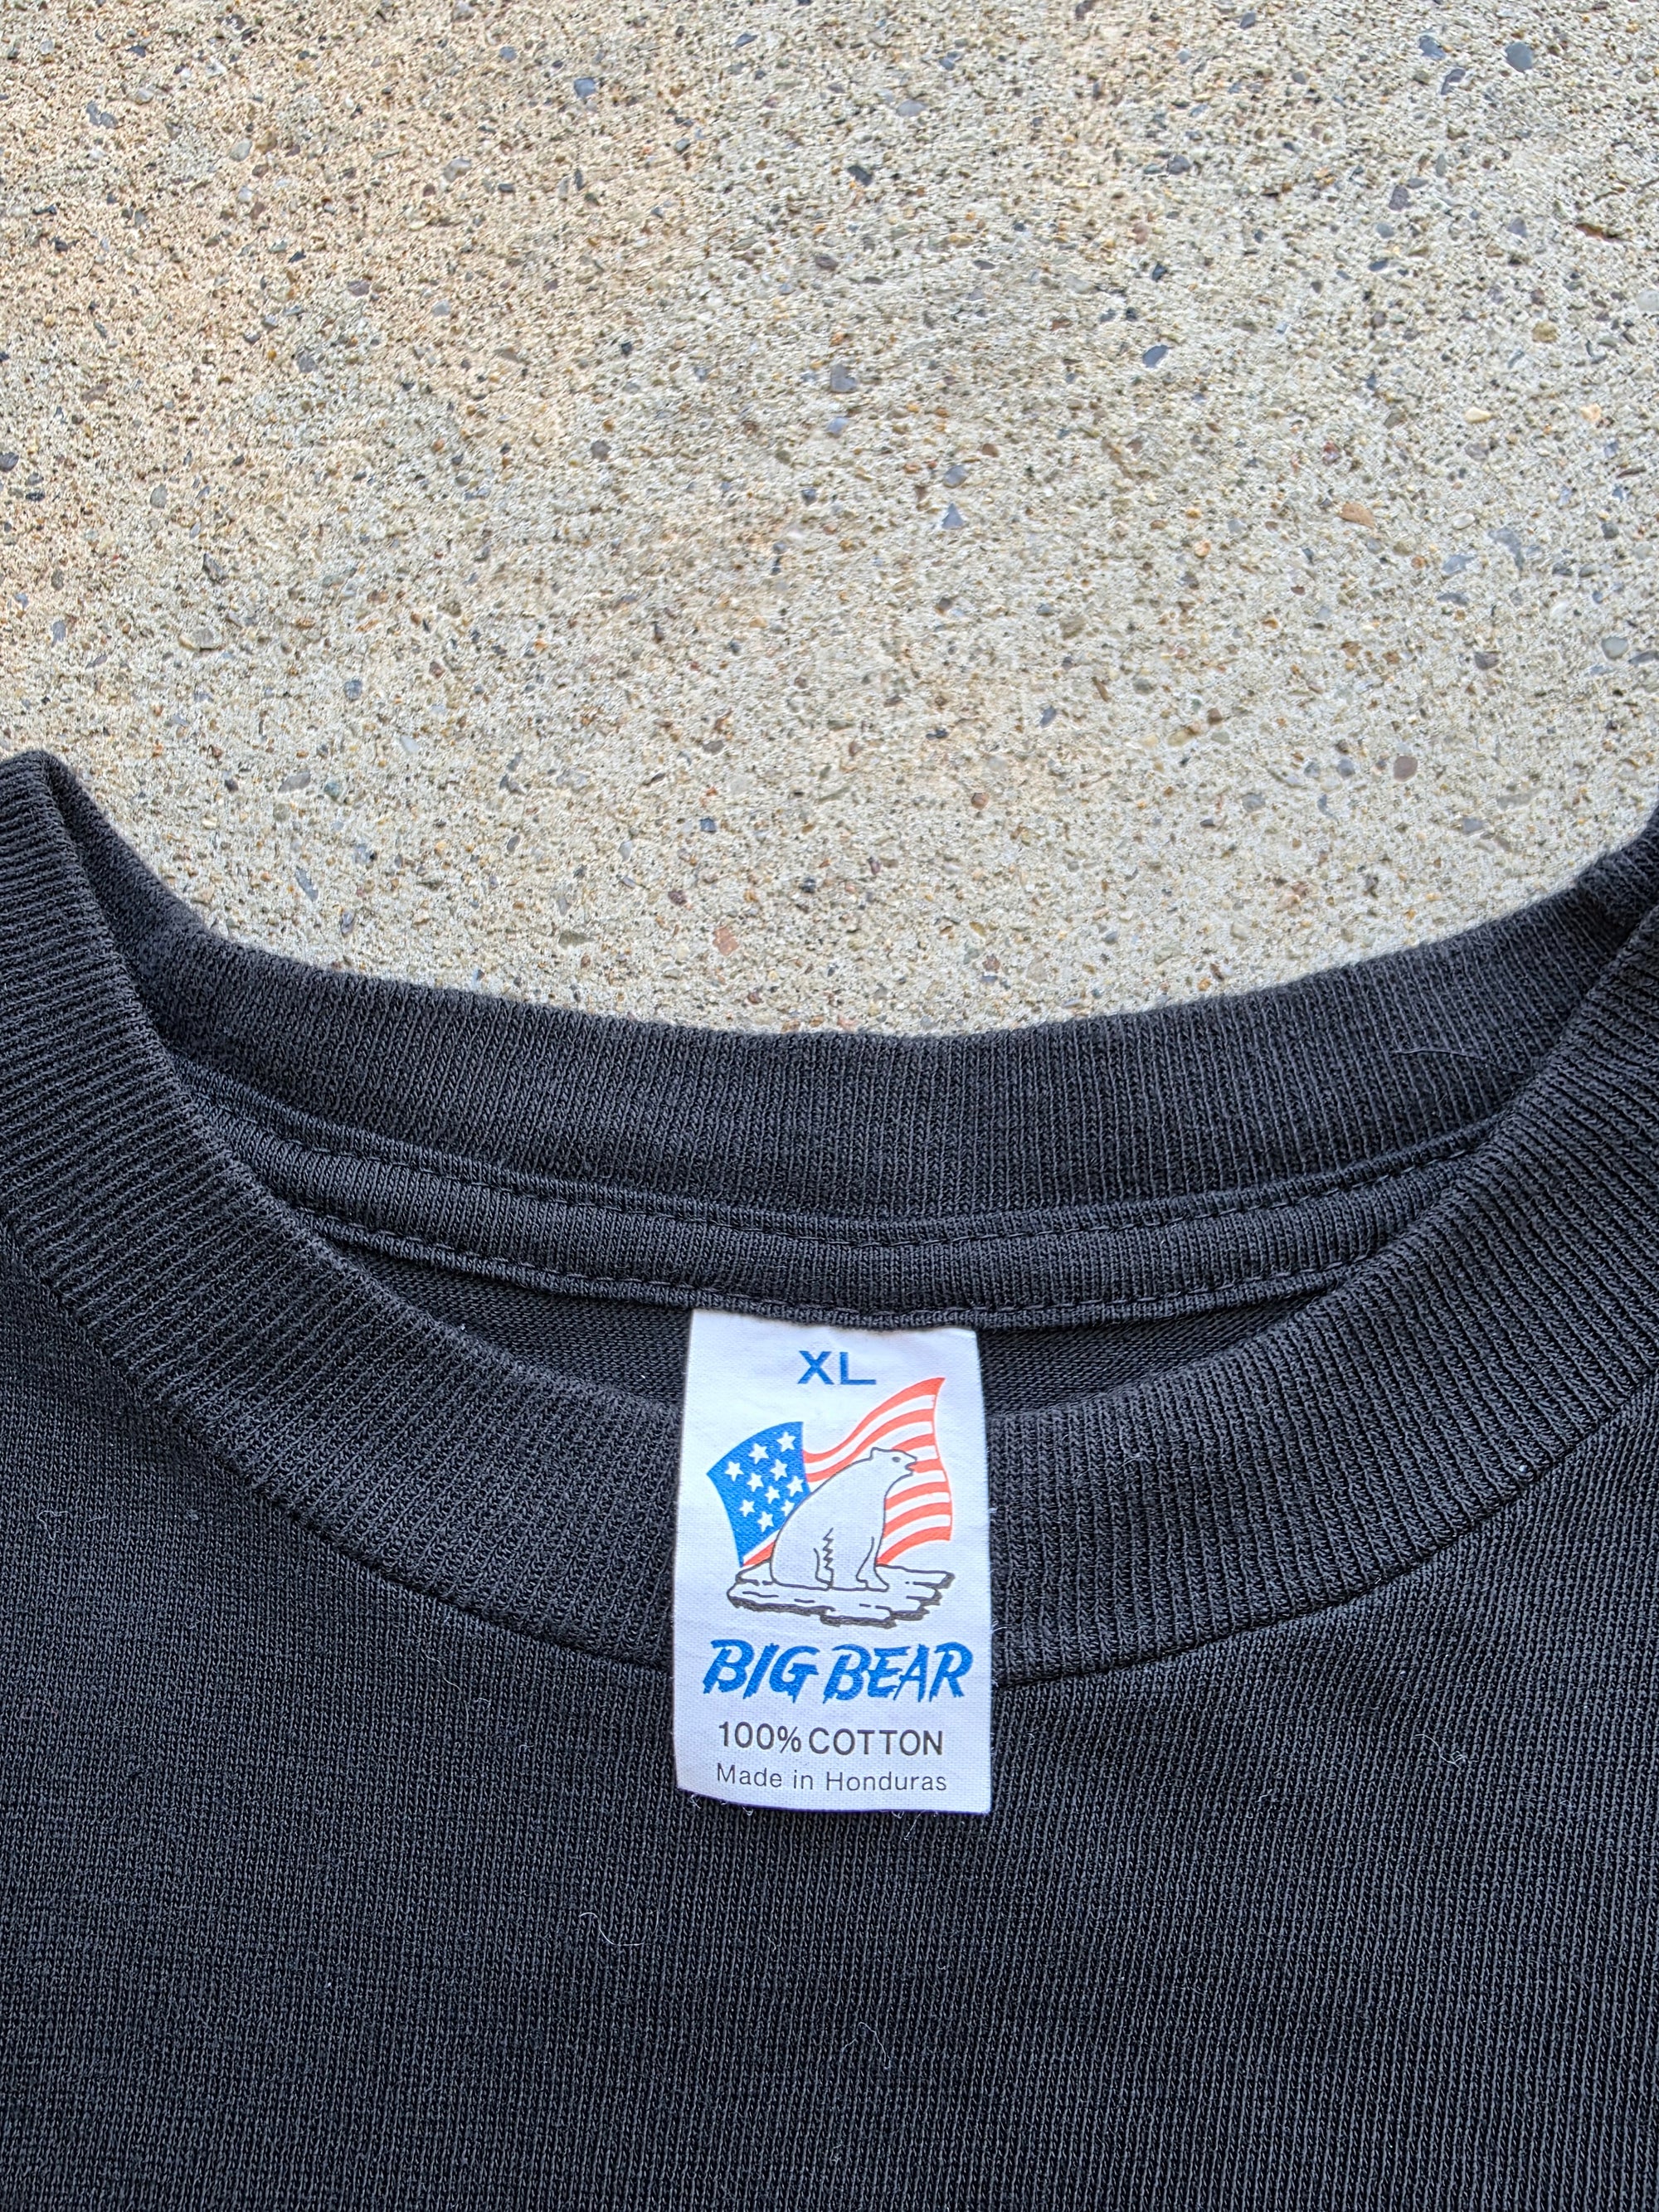 XL
BIG BEAR
100% COTTON
Made in Honduras